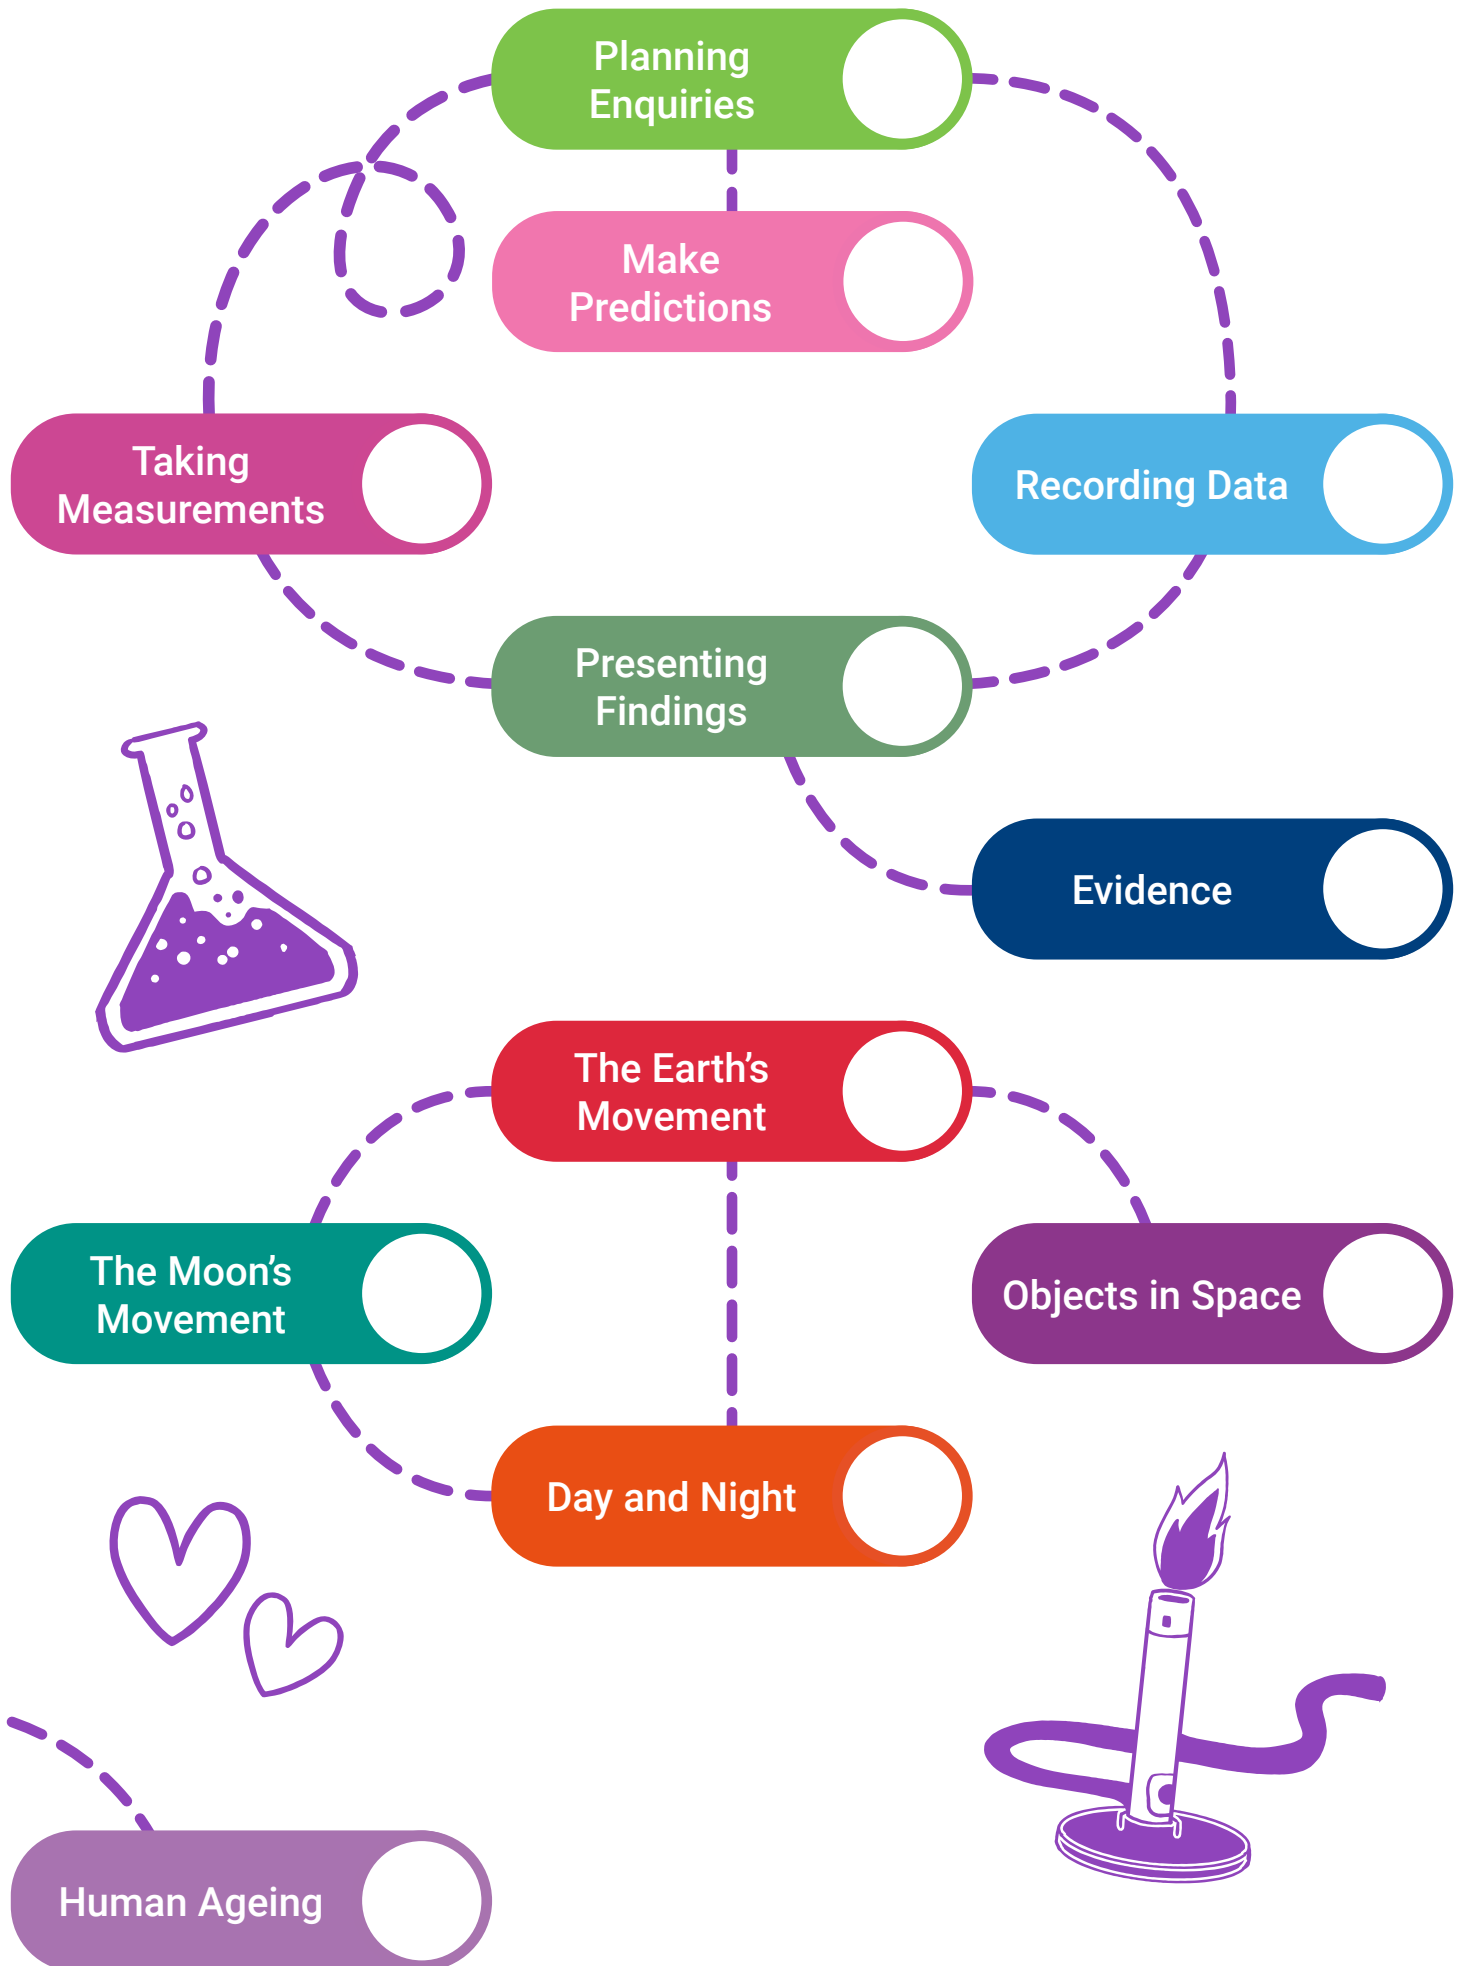 Planning
Enquiries
Make
Predictions
Taking
Measurements
Recording Data
Presenting
Findings
Evidence
The Earth’s
Movement
The Moon’s
Movement
Objects in Space
Day and Night
Human Ageing